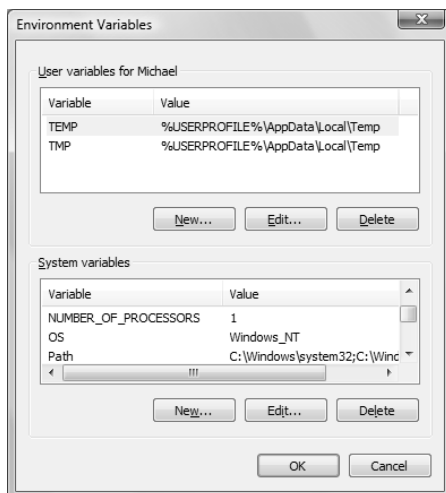 Environment Variables
x
User variables for Michael
Variable Value
TEMP %USERPROFILE%\AppData\Local\Temp
TMP %USERPROFILE%\AppData\Local\Temp
New... Edit... Delete
System variables
Variable Value
NUMBER_OF_PROCESSORS 1
OS Windows_NT
Path C:\Windows\system32;C:\Wind
New... Edit... Delete
OK Cancel